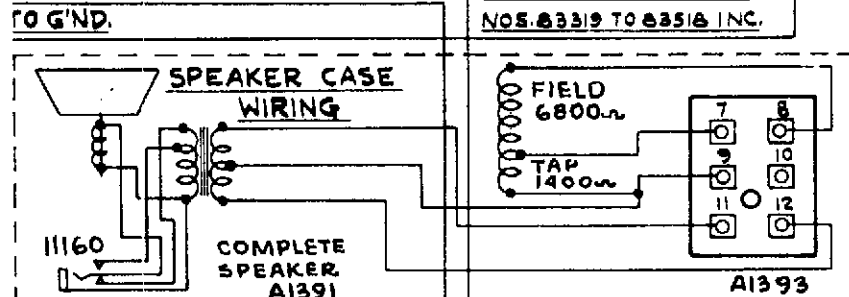 TO G'ND.
NOS. 83319 TO 83518 INC.
SPEAKER CASE
WIRING
FIELD
6800~
TAP
1400~
7
8
9
10
11
12
11160
COMPLETE
SPEAKER
A1391
A1393